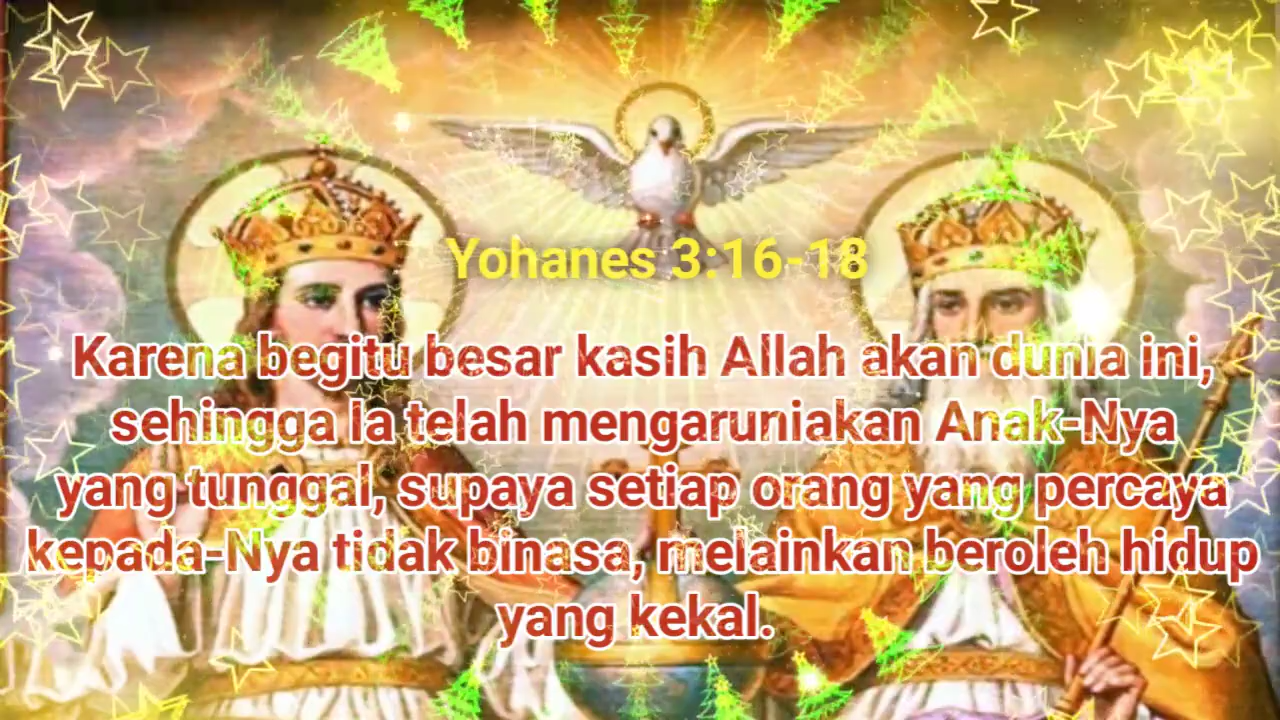 Yohanes 3:16-18
Karena begitu besar kasih Allah akan dunia ini,
sehingga Ia telah mengaruniakan Anak-Nya
yang tunggal, supaya setiap orang yang percaya
kepada-Nya tidak binasa, melainkan beroleh hidup
yang kekal.